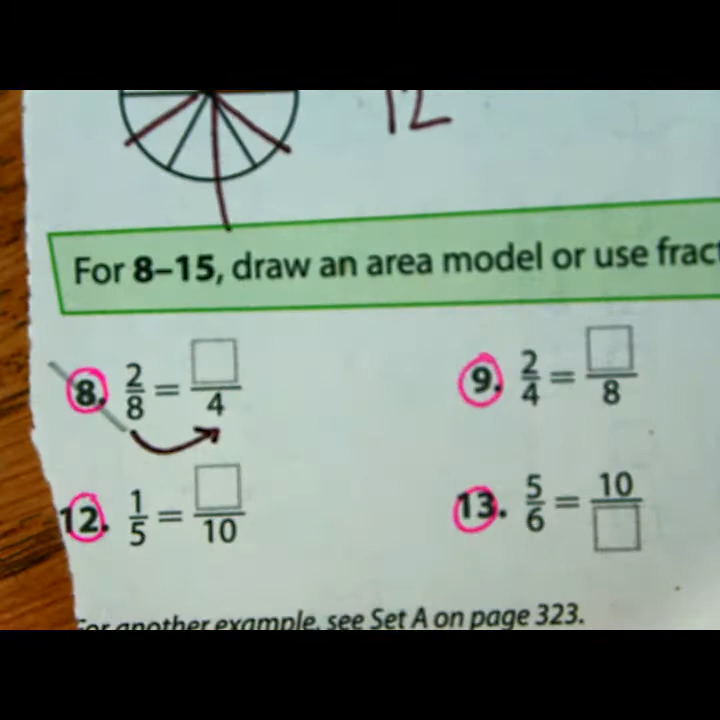 12
For 8–15, draw an area model or use
8. 2/8 = □/4
9. 2/4 = □/8
12. 1/5 = □/10
13. 5/6 = 10/□
For another example, see Set A on page 323.